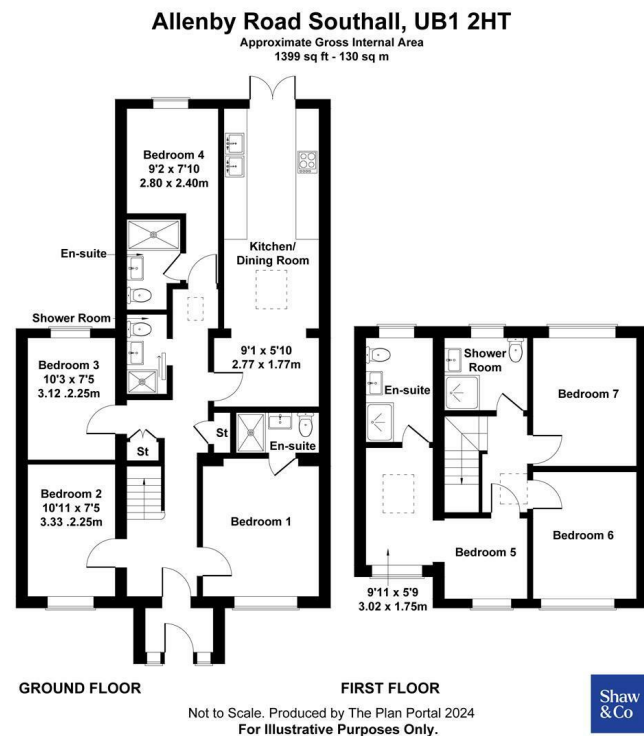 Allenby Road Southall, UB1 2HT
Approximate Gross Internal Area
1399 sq ft - 130 sq m
Bedroom 4
9'2 x 7'10
2.80 x 2.40m
Kitchen/
Dining Room
En-suite
Shower Room
9'1 x 5'10
2.77 x 1.77m
Bedroom 3
10'3 x 7'5
3.12 .2.25m
St
St
En-suite
Bedroom 2
10'11 x 7'5
3.33 .2.25m
Bedroom 1
En-suite
Shower
Room
Bedroom 7
Bedroom 5
Bedroom 6
9'11 x 5'9
3.02 x 1.75m
GROUND FLOOR
FIRST FLOOR
Not to Scale. Produced by The Plan Portal 2024
For Illustrative Purposes Only.
Shaw
&Co